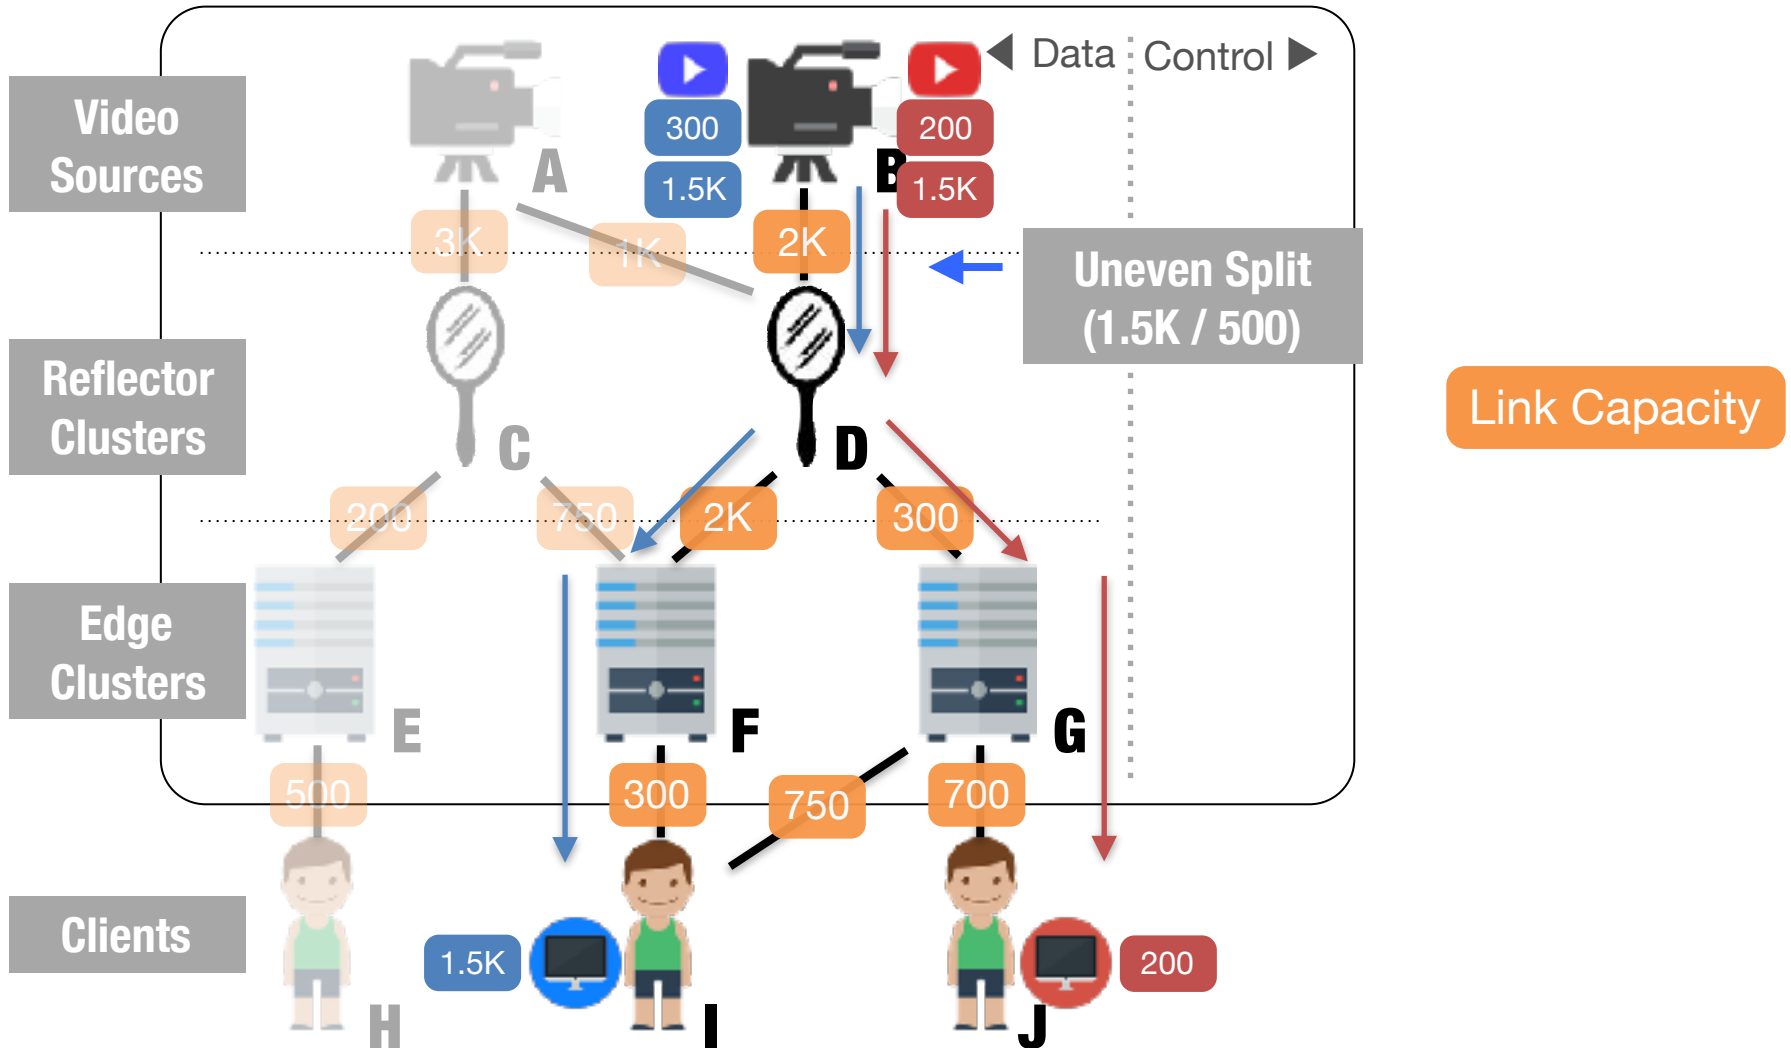 Data
Control
Video
Sources
300
200
1.5K
1.5K
A
B
3K
1K
2K
Uneven Split
(1.5K / 500)
Reflector
Clusters
Link Capacity
C
D
200
750
2K
300
Edge
Clusters
E
F
G
500
300
750
700
Clients
1.5K
200
H
I
J